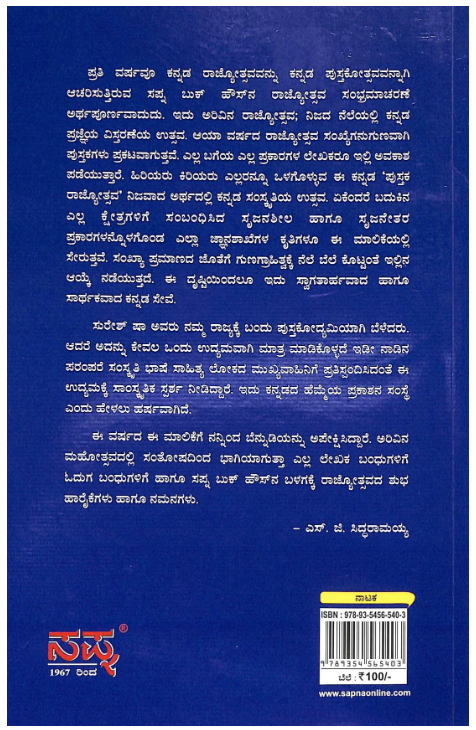 ಪ್ರತಿ ವರ್ಷವೂ ಕನ್ನಡ ರಾಜ್ಯೋತ್ಸವವನ್ನು ಕನ್ನಡ ಪುಸ್ತಕೋತ್ಸವವನ್ನಾಗಿ
ಆಚರಿಸುತ್ತಿರುವ ಸಪ್ನ ಬುಕ್ ಹೌಸ್‌ನ ರಾಜ್ಯೋತ್ಸವ ಸಂಭ್ರಮಾಚರಣೆ
ಅರ್ಥಪೂರ್ಣವಾದುದು. ಇದು ಅರಿವಿನ ರಾಜ್ಯೋತ್ಸವ; ನಿಜದ ನೆಲೆಯಲ್ಲಿ ಕನ್ನಡ
ಪ್ರಜ್ಞೆಯ ವಿಸ್ತರಣೆಯ ಉತ್ಸವ. ಆಯಾ ವರ್ಷದ ರಾಜ್ಯೋತ್ಸವ ಸಂಖ್ಯೆಗನುಗುಣವಾಗಿ
ಪುಸ್ತಕಗಳು ಪ್ರಕಟವಾಗುತ್ತವೆ. ಎಲ್ಲ ಬಗೆಯ ಎಲ್ಲ ಪ್ರಕಾರಗಳ ಲೇಖಕರೂ ಇಲ್ಲಿ ಅವಕಾಶ
ಪಡೆಯುತ್ತಾರೆ. ಹಿರಿಯರು ಕಿರಿಯರು ಎಲ್ಲರನ್ನೂ ಒಳಗೊಳ್ಳುವ ಈ ಕನ್ನಡ 'ಪುಸ್ತಕ
ರಾಜ್ಯೋತ್ಸವ' ನಿಜವಾದ ಅರ್ಥದಲ್ಲಿ ಕನ್ನಡ ಸಂಸ್ಕೃತಿಯ ಉತ್ಸವ. ಏಕೆಂದರೆ ಬದುಕಿನ
ಎಲ್ಲ ಕ್ಷೇತ್ರಗಳಿಗೆ ಸಂಬಂಧಿಸಿದ ಸೃಜನಶೀಲ ಹಾಗೂ ಸೃಜನೇತರ
ಪ್ರಕಾರಗಳನ್ನೊಳಗೊಂಡ ಎಲ್ಲಾ ಜ್ಞಾನಶಾಖೆಗಳ ಕೃತಿಗಳೂ ಈ ಮಾಲಿಕೆಯಲ್ಲಿ
ಸೇರುತ್ತವೆ. ಸಂಖ್ಯಾ ಪ್ರಮಾಣದ ಜೊತೆಗೆ ಗುಣಗ್ರಾಹಿತ್ವಕ್ಕೆ ನೆಲೆ ಬೆಲೆ ಕೊಟ್ಟಂತೆ ಇಲ್ಲಿನ
ಆಯ್ಕೆ ನಡೆಯುತ್ತದೆ. ಈ ದೃಷ್ಟಿಯಿಂದಲೂ ಇದು ಸ್ವಾಗತಾರ್ಹವಾದ ಹಾಗೂ
ಸಾರ್ಥಕವಾದ ಕನ್ನಡ ಸೇವೆ.
ಸುರೇಶ್ ಷಾ ಅವರು ನಮ್ಮ ರಾಜ್ಯಕ್ಕೆ ಬಂದು ಪುಸ್ತಕೋದ್ಯಮಿಯಾಗಿ ಬೆಳೆದರು.
ಆದರೆ ಅದನ್ನು ಕೇವಲ ಒಂದು ಉದ್ಯಮವಾಗಿ ಮಾತ್ರ ಮಾಡಿಕೊಳ್ಳದೆ ಇಡೀ ನಾಡಿನ
ಪರಂಪರೆ ಸಂಸ್ಕೃತಿ ಭಾಷೆ ಸಾಹಿತ್ಯ ಲೋಕದ ಮುಖ್ಯವಾಹಿನಿಗೆ ಪ್ರತಿಸ್ಪಂದಿಸಿದಂತೆ ಈ
ಉದ್ಯಮಕ್ಕೆ ಸಾಂಸ್ಕೃತಿಕ ಸ್ಪರ್ಶ ನೀಡಿದ್ದಾರೆ. ಇದು ಕನ್ನಡದ ಹೆಮ್ಮೆಯ ಪ್ರಕಾಶನ ಸಂಸ್ಥೆ
ಎಂದು ಹೇಳಲು ಹರ್ಷವಾಗಿದೆ.
ಈ ವರ್ಷದ ಈ ಮಾಲಿಕೆಗೆ ನನ್ನಿಂದ ಬೆನ್ನುಡಿಯನ್ನು ಅಪೇಕ್ಷಿಸಿದ್ದಾರೆ. ಅರಿವಿನ
ಮಹೋತ್ಸವದಲ್ಲಿ ಸಂತೋಷದಿಂದ ಭಾಗಿಯಾಗುತ್ತಾ ಎಲ್ಲ ಲೇಖಕ ಬಂಧುಗಳಿಗೆ
ಓದುಗ ಬಂಧುಗಳಿಗೆ ಹಾಗೂ ಸಪ್ನ ಬುಕ್ ಹೌಸ್‌ನ ಬಳಗಕ್ಕೆ ರಾಜ್ಯೋತ್ಸವದ ಶುಭ
ಹಾರೈಕೆಗಳು ಹಾಗೂ ನಮನಗಳು.
– ಎಸ್. ಜಿ. ಸಿದ್ಧರಾಮಯ್ಯ
ನಾಟಕ
ISBN : 978-93-5456-540-3
9 789354 565403
ಬೆಲೆ : ₹100/-
www.sapnaonline.com
ಸಪ್ನ®
1967 ರಿಂದ